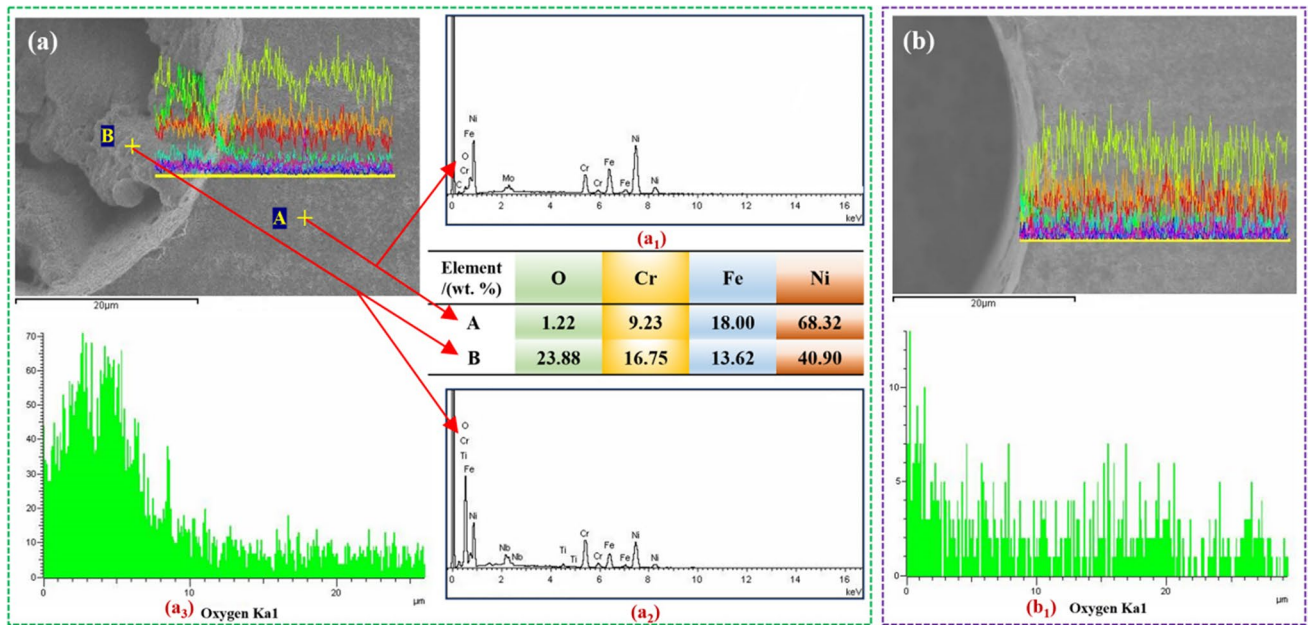 (a)
B
A
20μm
70
60
50
40
30
20
10
0
0
10
20
μm
(a3) Oxygen Ka1
Ni
Fe
O
Cr
C
Mo
Cr
Cr
Fe
Fe
Ni
Ni
0 2 4 6 8 10 12 14 16
keV
(a1)
Element /(wt. %) O Cr Fe Ni
A 1.22 9.23 18.00 68.32
B 23.88 16.75 13.62 40.90
O
Cr
Ti
Fe
Ni
Nb
Nb
Ti
Ti
Cr
Cr
Fe
Fe
Ni
Ni
0 2 4 6 8 10 12 14 16
keV
(a2)
(b)
20μm
10
5
0
0
10
20
μm
(b1) Oxygen Ka1